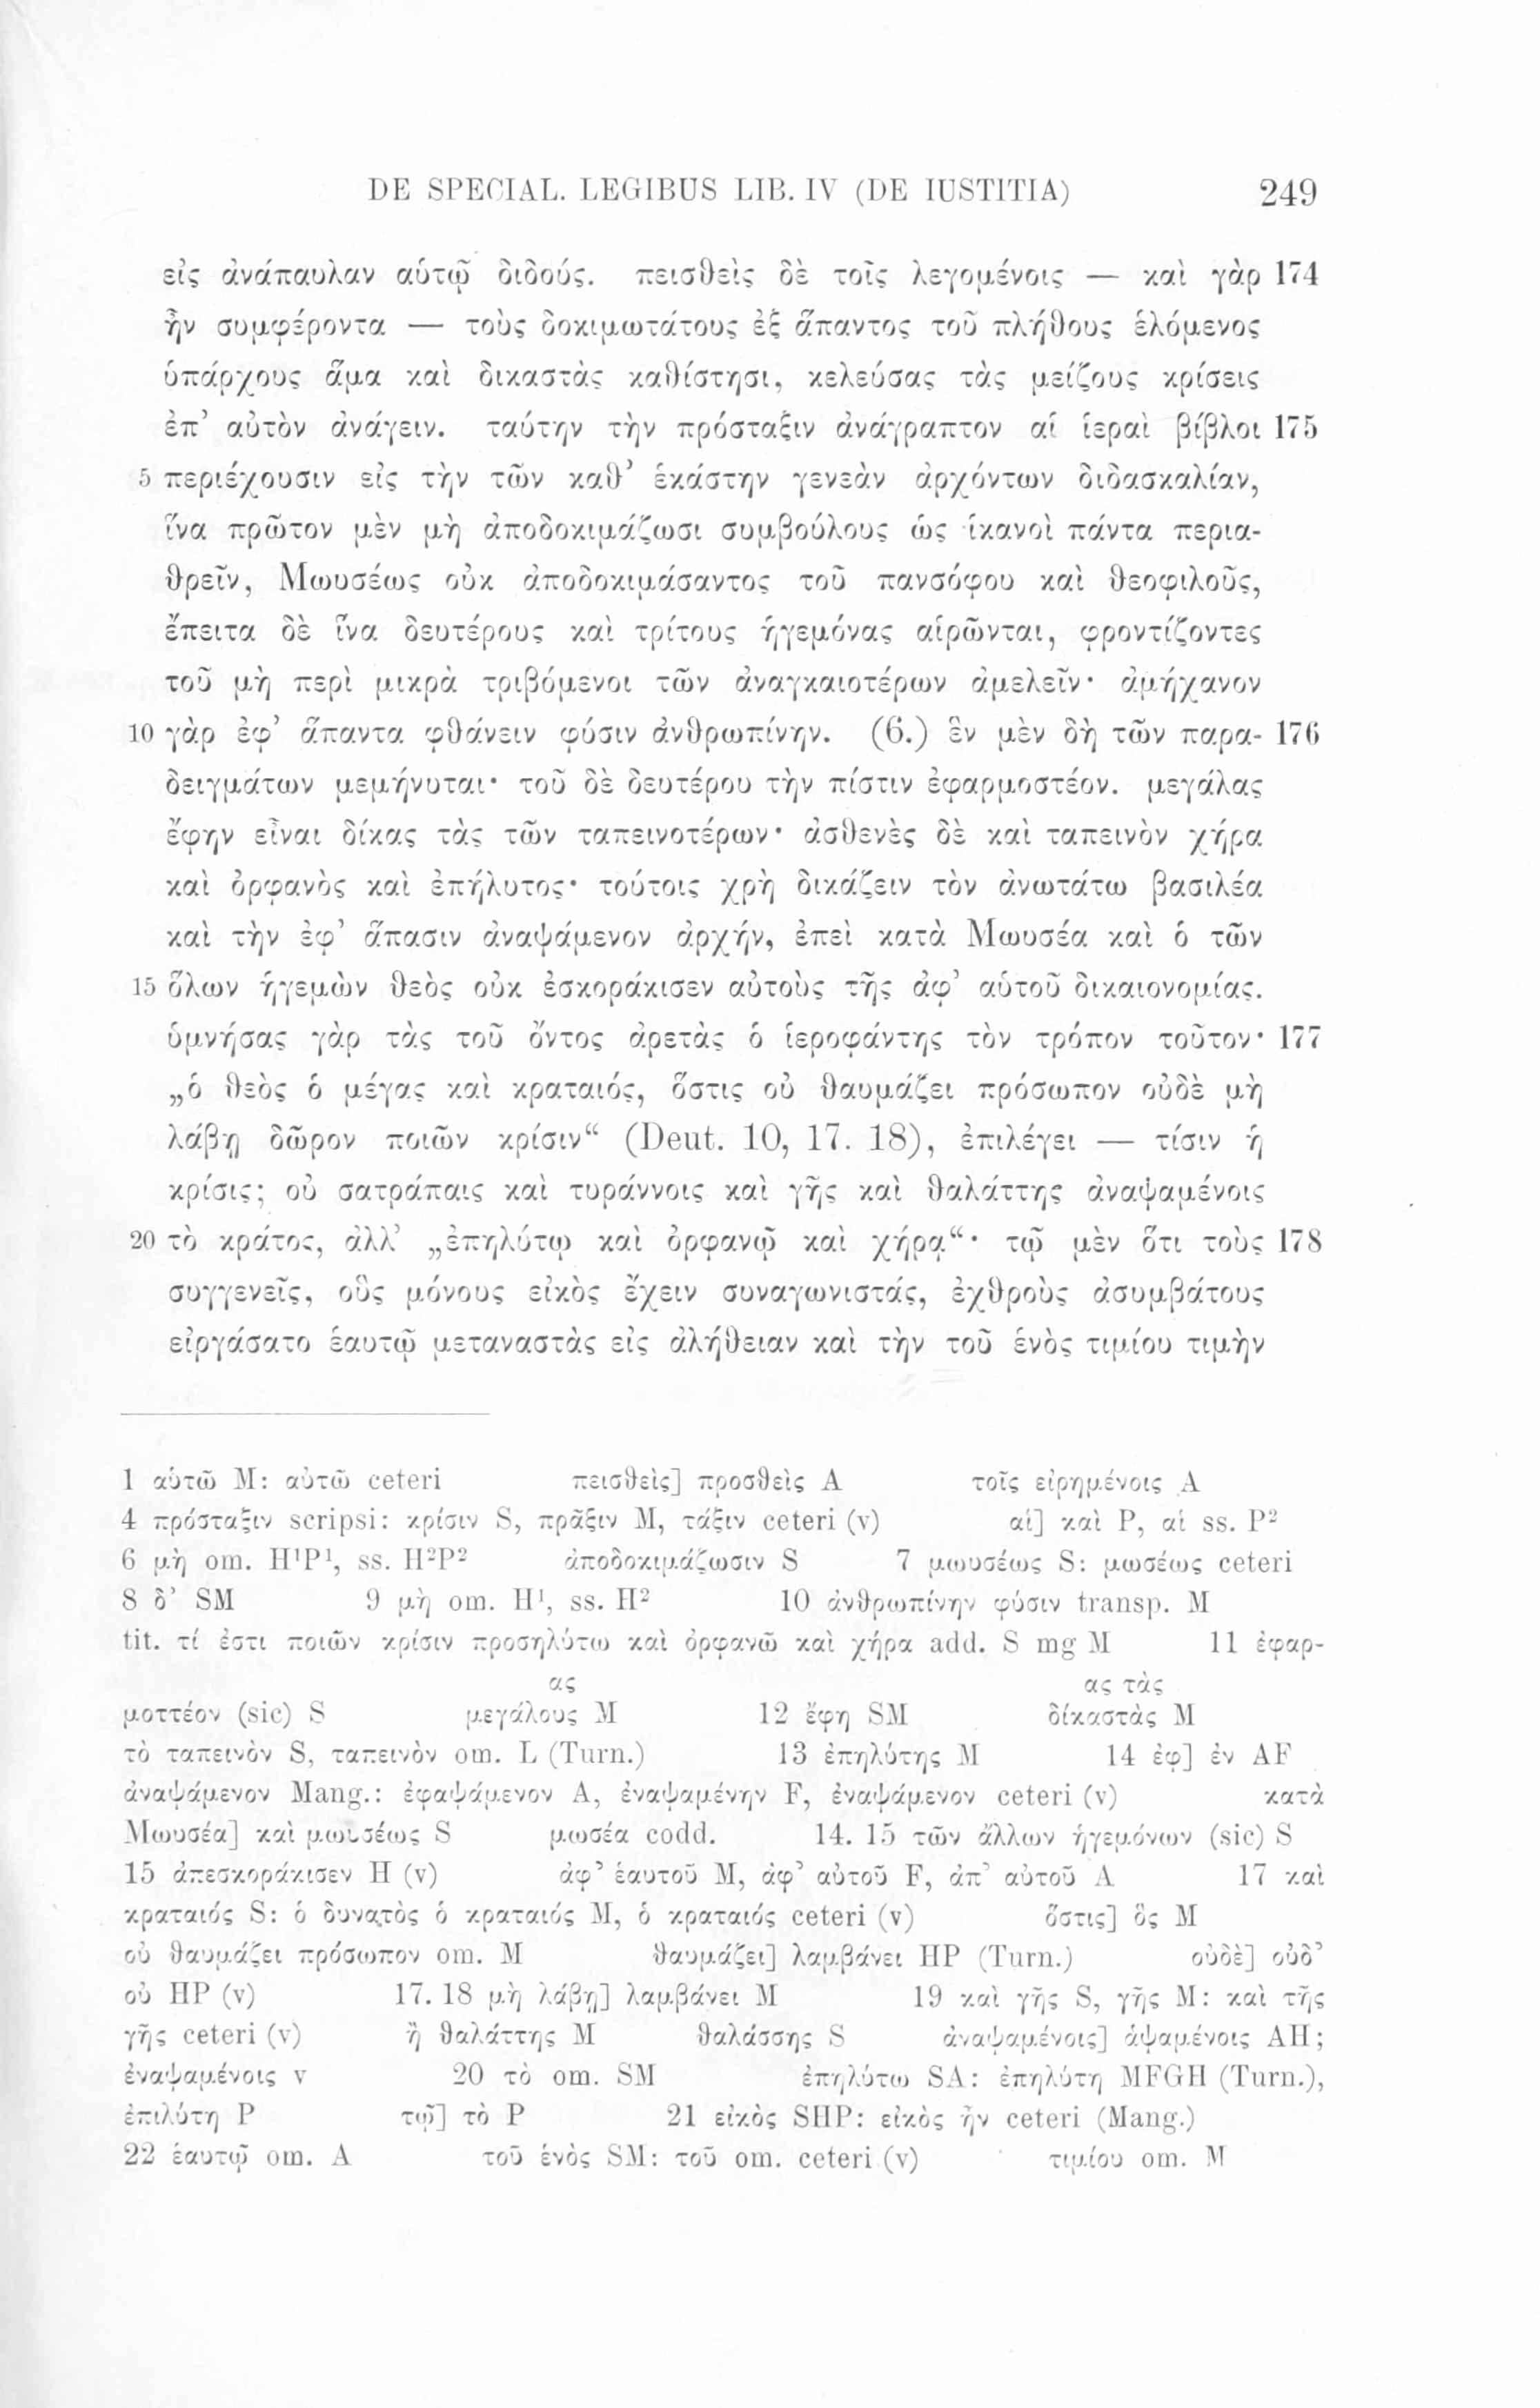 DE SPECIAL. LEGIBUS LIB. IV (DE IUSTITIA) 249
εἰς ἀνάπαυλαν αὑτῷ διδούς. πεισθεὶς δὲ τοῖς λεγομένοις — καὶ γὰρ 174
ἦν συμφέροντα — τοὺς δοκιμωτάτους ἐξ ἅπαντος τοῦ πλήθους ἑλόμενος
ὑπάρχους ἅμα καὶ δικαστὰς καθίστησι, κελεύσας τὰς μείζους κρίσεις
ἐπ’ αὐτὸν ἀνάγειν. ταύτην τὴν πρόσταξιν ἀνάγραπτον αἱ ἱεραὶ βίβλοι 175
5 περιέχουσιν εἰς τὴν τῶν καθ’ ἑκάστην γενεὰν ἀρχόντων διδασκαλίαν,
ἵνα πρῶτον μὲν μὴ ἀποδοκιμάζωσι συμβούλους ὡς ἱκανοὶ πάντα περια-
θρεῖν, Μωυσέως οὐκ ἀποδοκιμάσαντος τοῦ πανσόφου καὶ θεοφιλοῦς,
ἔπειτα δὲ ἵνα δευτέρους καὶ τρίτους ἡγεμόνας αἱρῶνται, φροντίζοντες
τοῦ μὴ περὶ μικρὰ τριβόμενοι τῶν ἀναγκαιοτέρων ἀμελεῖν· ἀμήχανον
10 γὰρ ἐφ’ ἅπαντα φθάνειν φύσιν ἀνθρωπίνην. (6.) ἓν μὲν δὴ τῶν παρα- 176
δειγμάτων μεμήνυται· τοῦ δὲ δευτέρου τὴν πίστιν ἐφαρμοστέον. μεγάλας
ἔφην εἶναι δίκας τὰς τῶν ταπεινοτέρων· ἀσθενὲς δὲ καὶ ταπεινὸν χήρα
καὶ ὀρφανὸς καὶ ἐπήλυτος· τούτοις χρὴ δικάζειν τὸν ἀνωτάτω βασιλέα
καὶ τὴν ἐφ’ ἅπασιν ἀναψάμενον ἀρχήν, ἐπεὶ κατὰ Μωυσέα καὶ ὁ τῶν
15 ὅλων ἡγεμὼν θεὸς οὐκ ἐσκοράκισεν αὐτοὺς τῆς ἀφ’ αὑτοῦ δικαιονομίας.
ὑμνήσας γὰρ τὰς τοῦ ὄντος ἀρετὰς ὁ ἱεροφάντης τὸν τρόπον τοῦτον· 177
„ὁ θεὸς ὁ μέγας καὶ κραταιός, ὅστις οὐ θαυμάζει πρόσωπον οὐδὲ μὴ
λάβῃ δῶρον ποιῶν κρίσιν“ (Deut. 10, 17. 18), ἐπιλέγει — τίσιν ἡ
κρίσις; οὐ σατράπαις καὶ τυράννοις καὶ γῆς καὶ θαλάττης ἀναψαμένοις
20 τὸ κράτος, ἀλλ’ „ἐπηλύτῳ καὶ ὀρφανῷ καὶ χήρᾳ“· τῷ μὲν ὅτι τοὺς 178
συγγενεῖς, οὓς μόνους εἰκὸς ἔχειν συναγωνιστάς, ἐχθροὺς ἀσυμβάτους
εἰργάσατο ἑαυτῷ μεταναστὰς εἰς ἀλήθειαν καὶ τὴν τοῦ ἑνὸς τιμίου τιμὴν
1 αὑτῶ M: αὐτῶ ceteri πεισθεὶς] προσθεὶς A τοῖς εἰρημένοις A
4 πρόσταξιν scripsi: κρίσιν S, πρᾶξιν M, τάξιν ceteri (v) αἱ] καὶ P, αἱ ss. P²
6 μὴ om. H¹P¹, ss. H²P² ἀποδοκιμάζωσιν S 7 μωυσέως S: μωσέως ceteri
8 δ’ SM 9 μὴ om. H¹, ss. H² 10 ἀνθρωπίνην φύσιν transp. M
tit. τί ἐστι ποιῶν κρίσιν προσηλύτω καὶ ὀρφανῶ καὶ χήρα add. S mg M 11 ἐφαρ-
ας ας τὰς
μοττέον (sic) S μεγάλους M 12 ἔφη SM δίκαστὰς M
τὸ ταπεινὸν S, ταπεινὸν om. L (Turn.) 13 ἐπηλύτης M 14 ἐφ] ἐν AF
ἀναψάμενον Mang.: ἐφαψάμενον A, ἐναψαμένην F, ἐναψάμενον ceteri (v) κατὰ
Μωυσέα] καὶ μωυσέως S μωσέα codd. 14. 15 τῶν ἄλλων ἡγεμόνων (sic) S
15 ἀπεσκοράκισεν H (v) ἀφ’ ἑαυτοῦ M, ἀφ’ αὐτοῦ F, ἀπ’ αὐτοῦ A 17 καὶ
κραταιός S: ὁ δυνατὸς ὁ κραταιός M, ὁ κραταιός ceteri (v) ὅστις] ὃς M
οὐ θαυμάζει πρόσωπον om. M θαυμάζει] λαμβάνει HP (Turn.) οὐδὲ] οὐδ’
οὐ HP (v) 17. 18 μὴ λάβῃ] λαμβάνει M 19 καὶ γῆς S, γῆς M: καὶ τῆς
γῆς ceteri (v) ἢ θαλάττης M θαλάσσης S ἀναψαμένοις] ἁψαμένοις AH;
ἐναψαμένοις v 20 τὸ om. SM ἐπηλύτω SA: ἐπηλύτη MFGH (Turn.),
ἐπιλύτη P τῷ] τὸ P 21 εἰκὸς SHP: εἰκὸς ἦν ceteri (Mang.)
22 ἑαυτῷ om. A τοῦ ἑνὸς SM: τοῦ om. ceteri (v) τιμίου om. M